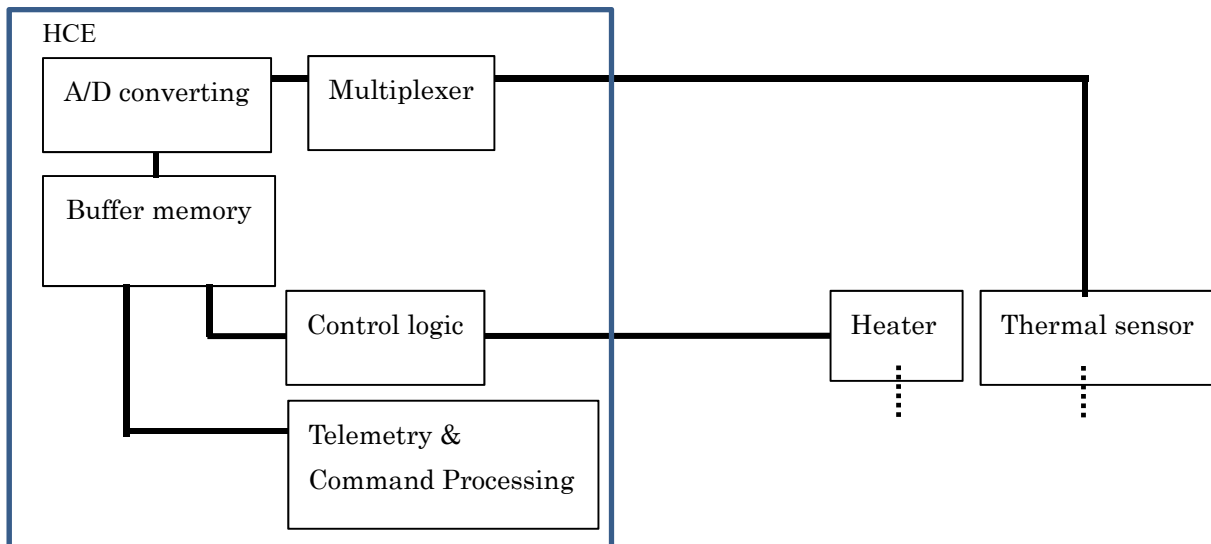 HCE
A/D converting
Multiplexer
Buffer memory
Control logic
Heater
Thermal sensor
Telemetry &
Command Processing